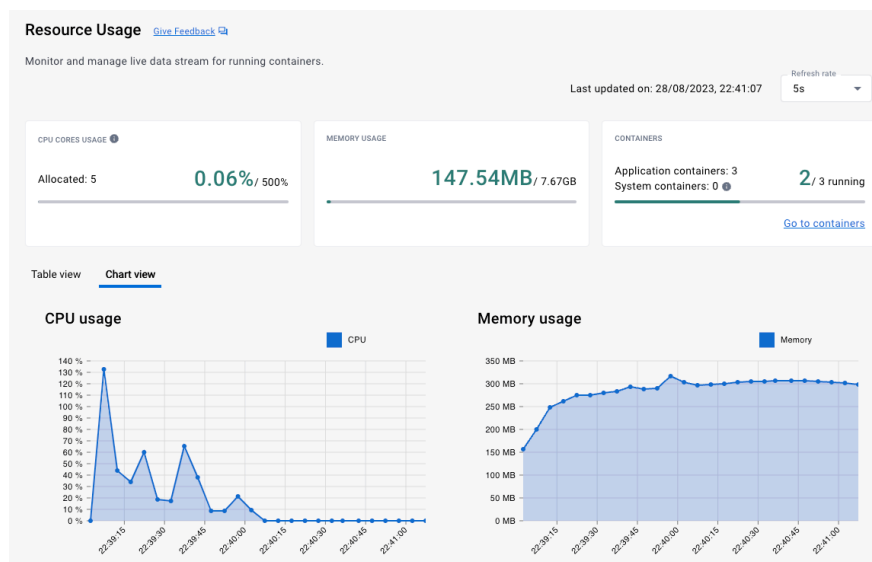 Resource Usage Give Feedback
Monitor and manage live data stream for running containers.
Refresh rate
Last updated on: 28/08/2023, 22:41:07 5s
CPU CORES USAGE
Allocated: 5 0.06% / 500%
MEMORY USAGE
147.54MB / 7.67GB
CONTAINERS
Application containers: 3
System containers: 0
2 / 3 running
Go to containers
Table view Chart view
CPU usage
CPU
140 %
130 %
120 %
110 %
100 %
90 %
80 %
70 %
60 %
50 %
40 %
30 %
20 %
10 %
0 %
22:39:15 22:39:30 22:39:45 22:40:00 22:40:15 22:40:30 22:40:45 22:41:00
Memory usage
Memory
350 MB
300 MB
250 MB
200 MB
150 MB
100 MB
50 MB
0 MB
22:39:15 22:39:30 22:39:45 22:40:00 22:40:15 22:40:30 22:40:45 22:41:00